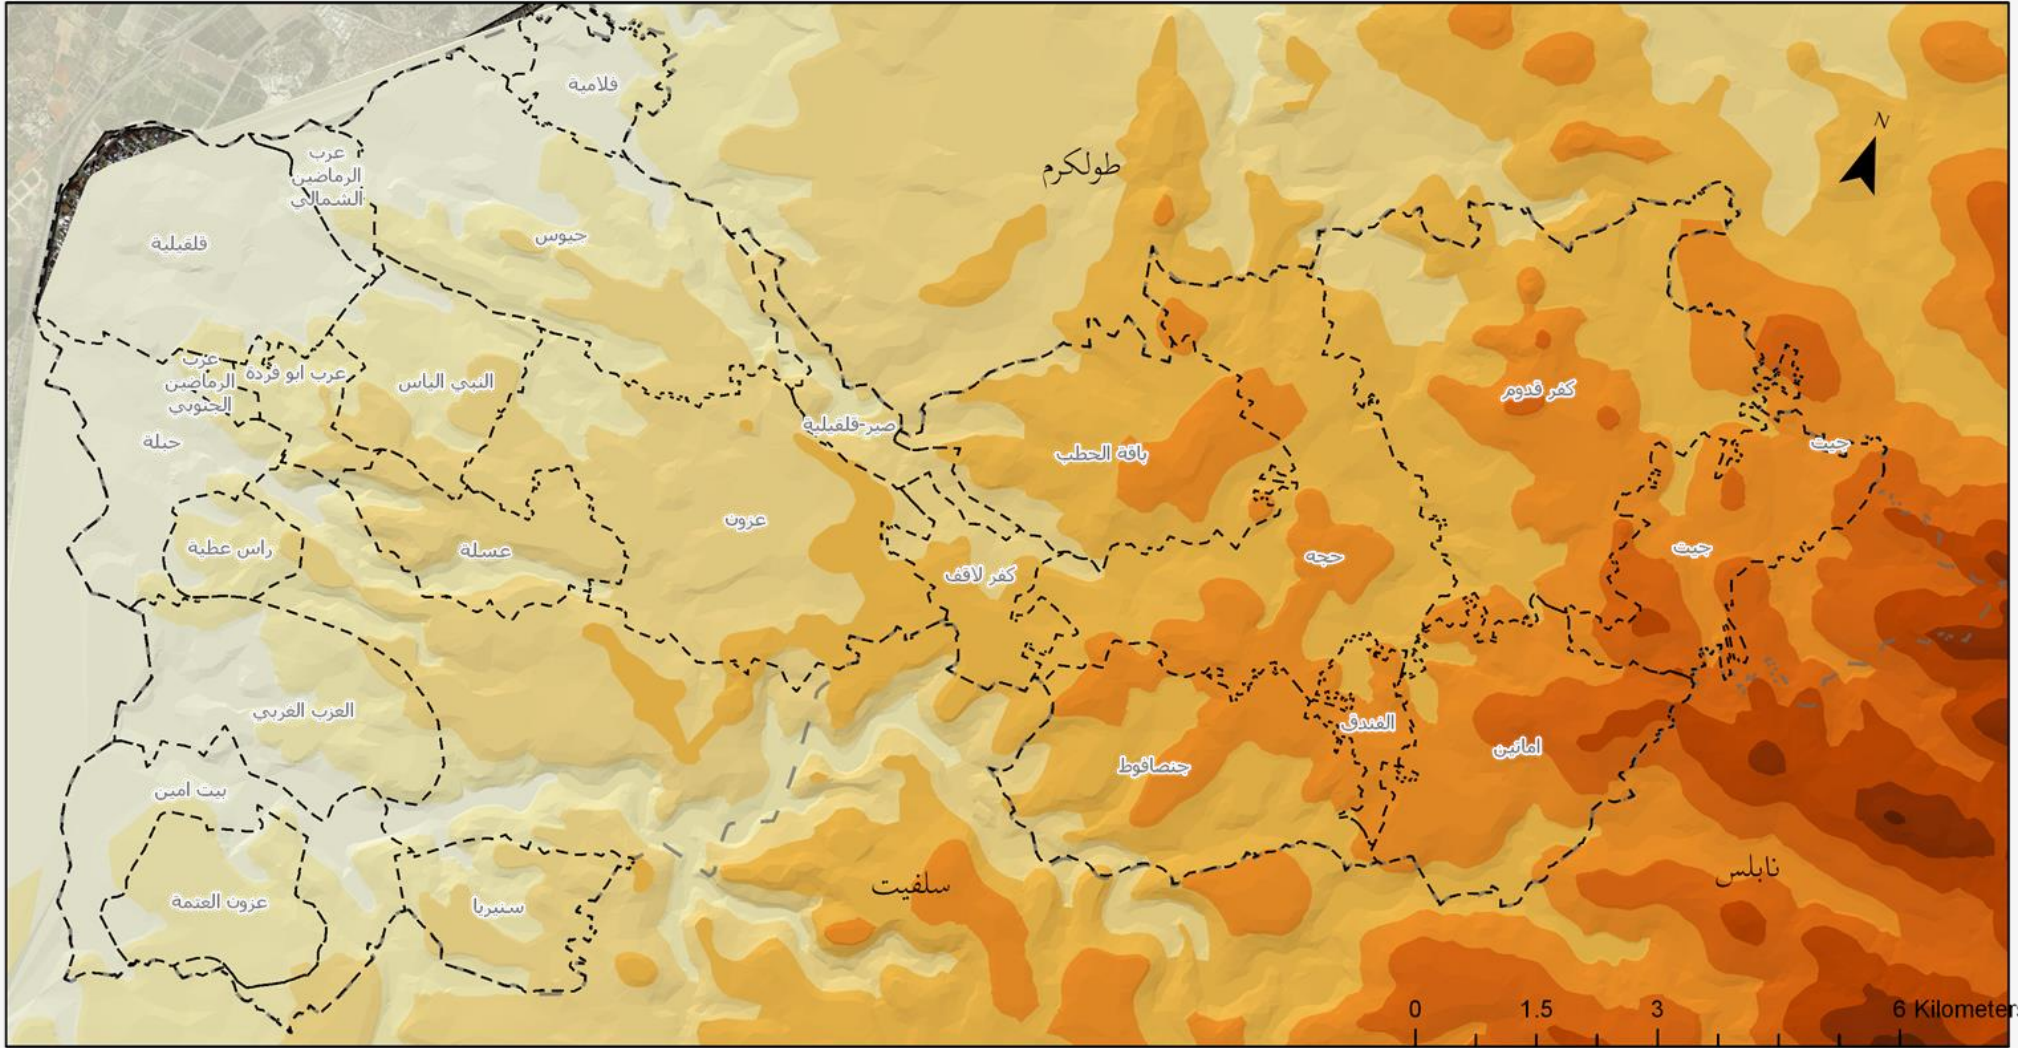 فلامية
N
عرب
الرماضين
الشمالي
طولكرم
جيوس
قلقيلية
عرب
الرماضين
الجنوبي
عرب ابو فردة
النبي الياس
كفر قدوم
صير-قلقيلية
حبلة
باقة الحطب
جيت
عزون
راس عطية
عسلة
جيت
حجه
كفر لاقف
العزب الغربي
الفندق
اماتين
جنصافوط
بيت امين
نابلس
سلفيت
عزون العتمة
سنيريا
0 1.5 3 6 Kilometers